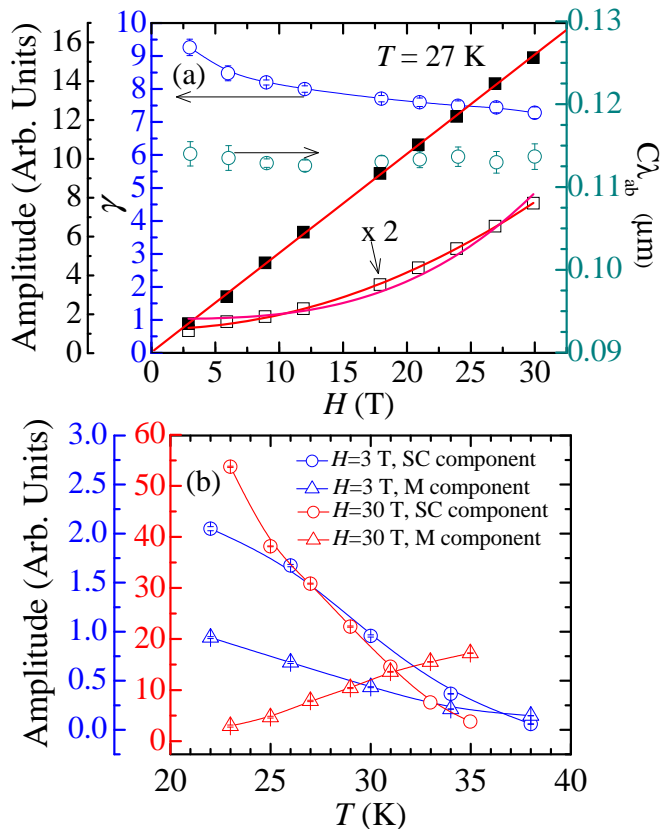 Amplitude (Arb. Units)
16
14
12
10
8
6
4
2
0
γ
10
9
8
7
6
5
4
3
2
1
0
(a)
T = 27 K
x 2
0.13
0.12
0.11
0.10
0.09
Cλab (μm)
0 5 10 15 20 25 30
H (T)
Amplitude (Arb. Units)
3.0
2.5
2.0
1.5
1.0
0.5
0.0
60
50
40
30
20
10
0
(b)
H=3 T, SC component
H=3 T, M component
H=30 T, SC component
H=30 T, M component
20 25 30 35 40
T (K)